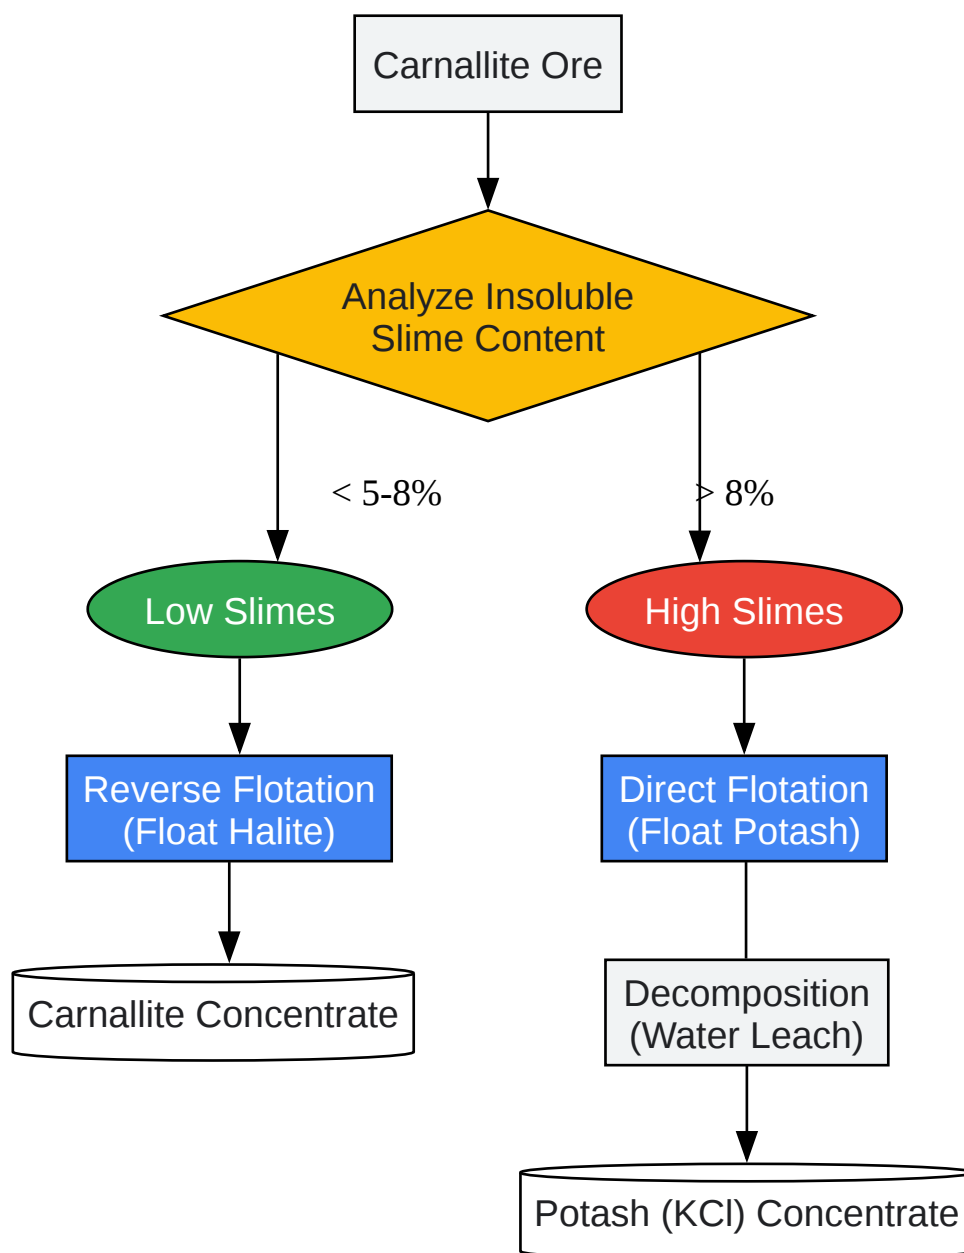 Carnallite Ore
Analyze Insoluble
Slime Content
< 5-8%
> 8%
Low Slimes
High Slimes
Reverse Flotation
(Float Halite)
Direct Flotation
(Float Potash)
Carnallite Concentrate
Decomposition
(Water Leach)
Potash (KCl) Concentrate